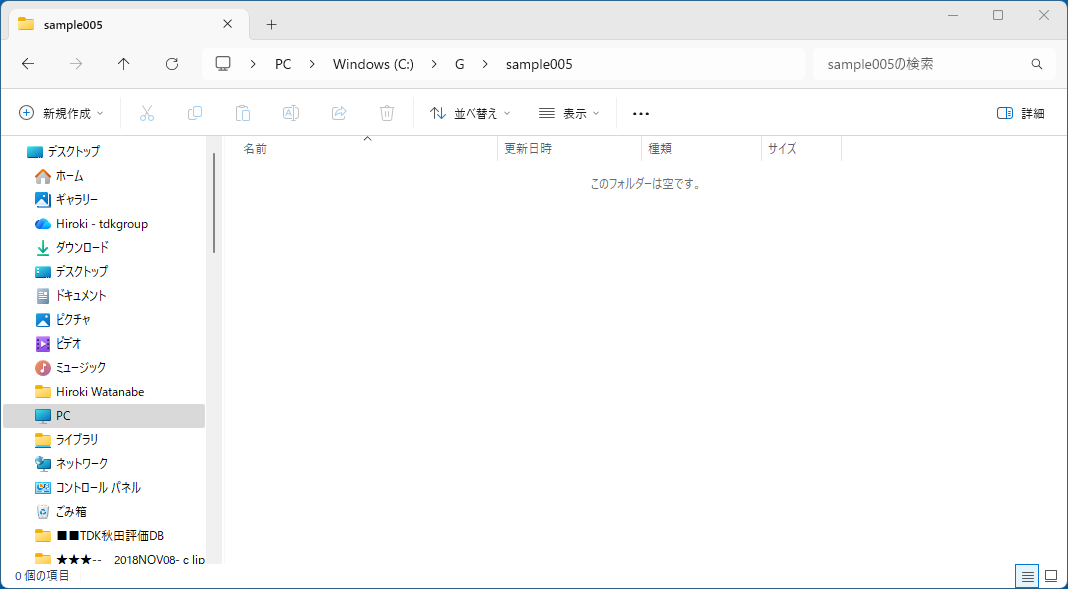 sample005
PC > Windows (C:) > G > sample005
sample005の検索
新規作成
並べ替え
表示
詳細
名前 更新日時 種類 サイズ
このフォルダーは空です。
デスクトップ
ホーム
ギャラリー
Hiroki - tdkgroup
ダウンロード
デスクトップ
ドキュメント
ピクチャ
ビデオ
ミュージック
Hiroki Watanabe
PC
ライブラリ
ネットワーク
コントロール パネル
ごみ箱
■■TDK秋田評価DB
★★★-- 2018NOV08- c lip
0 個の項目